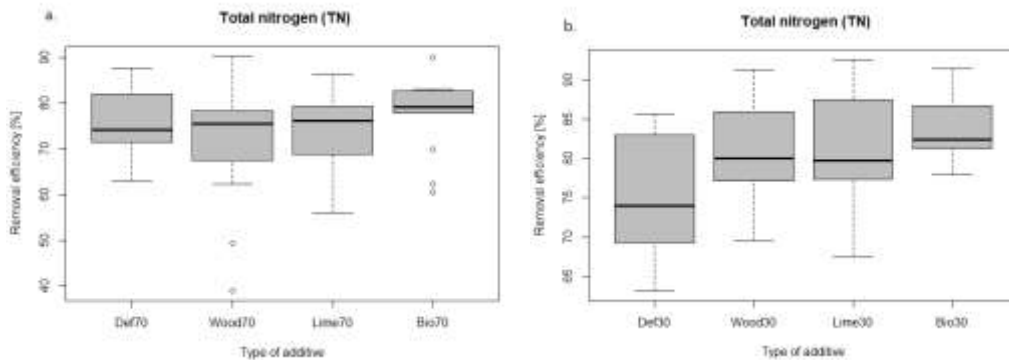 a.
Total nitrogen (TN)
Removal efficiency [%]
90
80
70
60
50
40
Def70 Wood70 Lime70 Bio70
Type of additive
b.
Total nitrogen (TN)
Removal efficiency [%]
90
85
80
75
70
65
Def30 Wood30 Lime30 Bio30
Type of additive